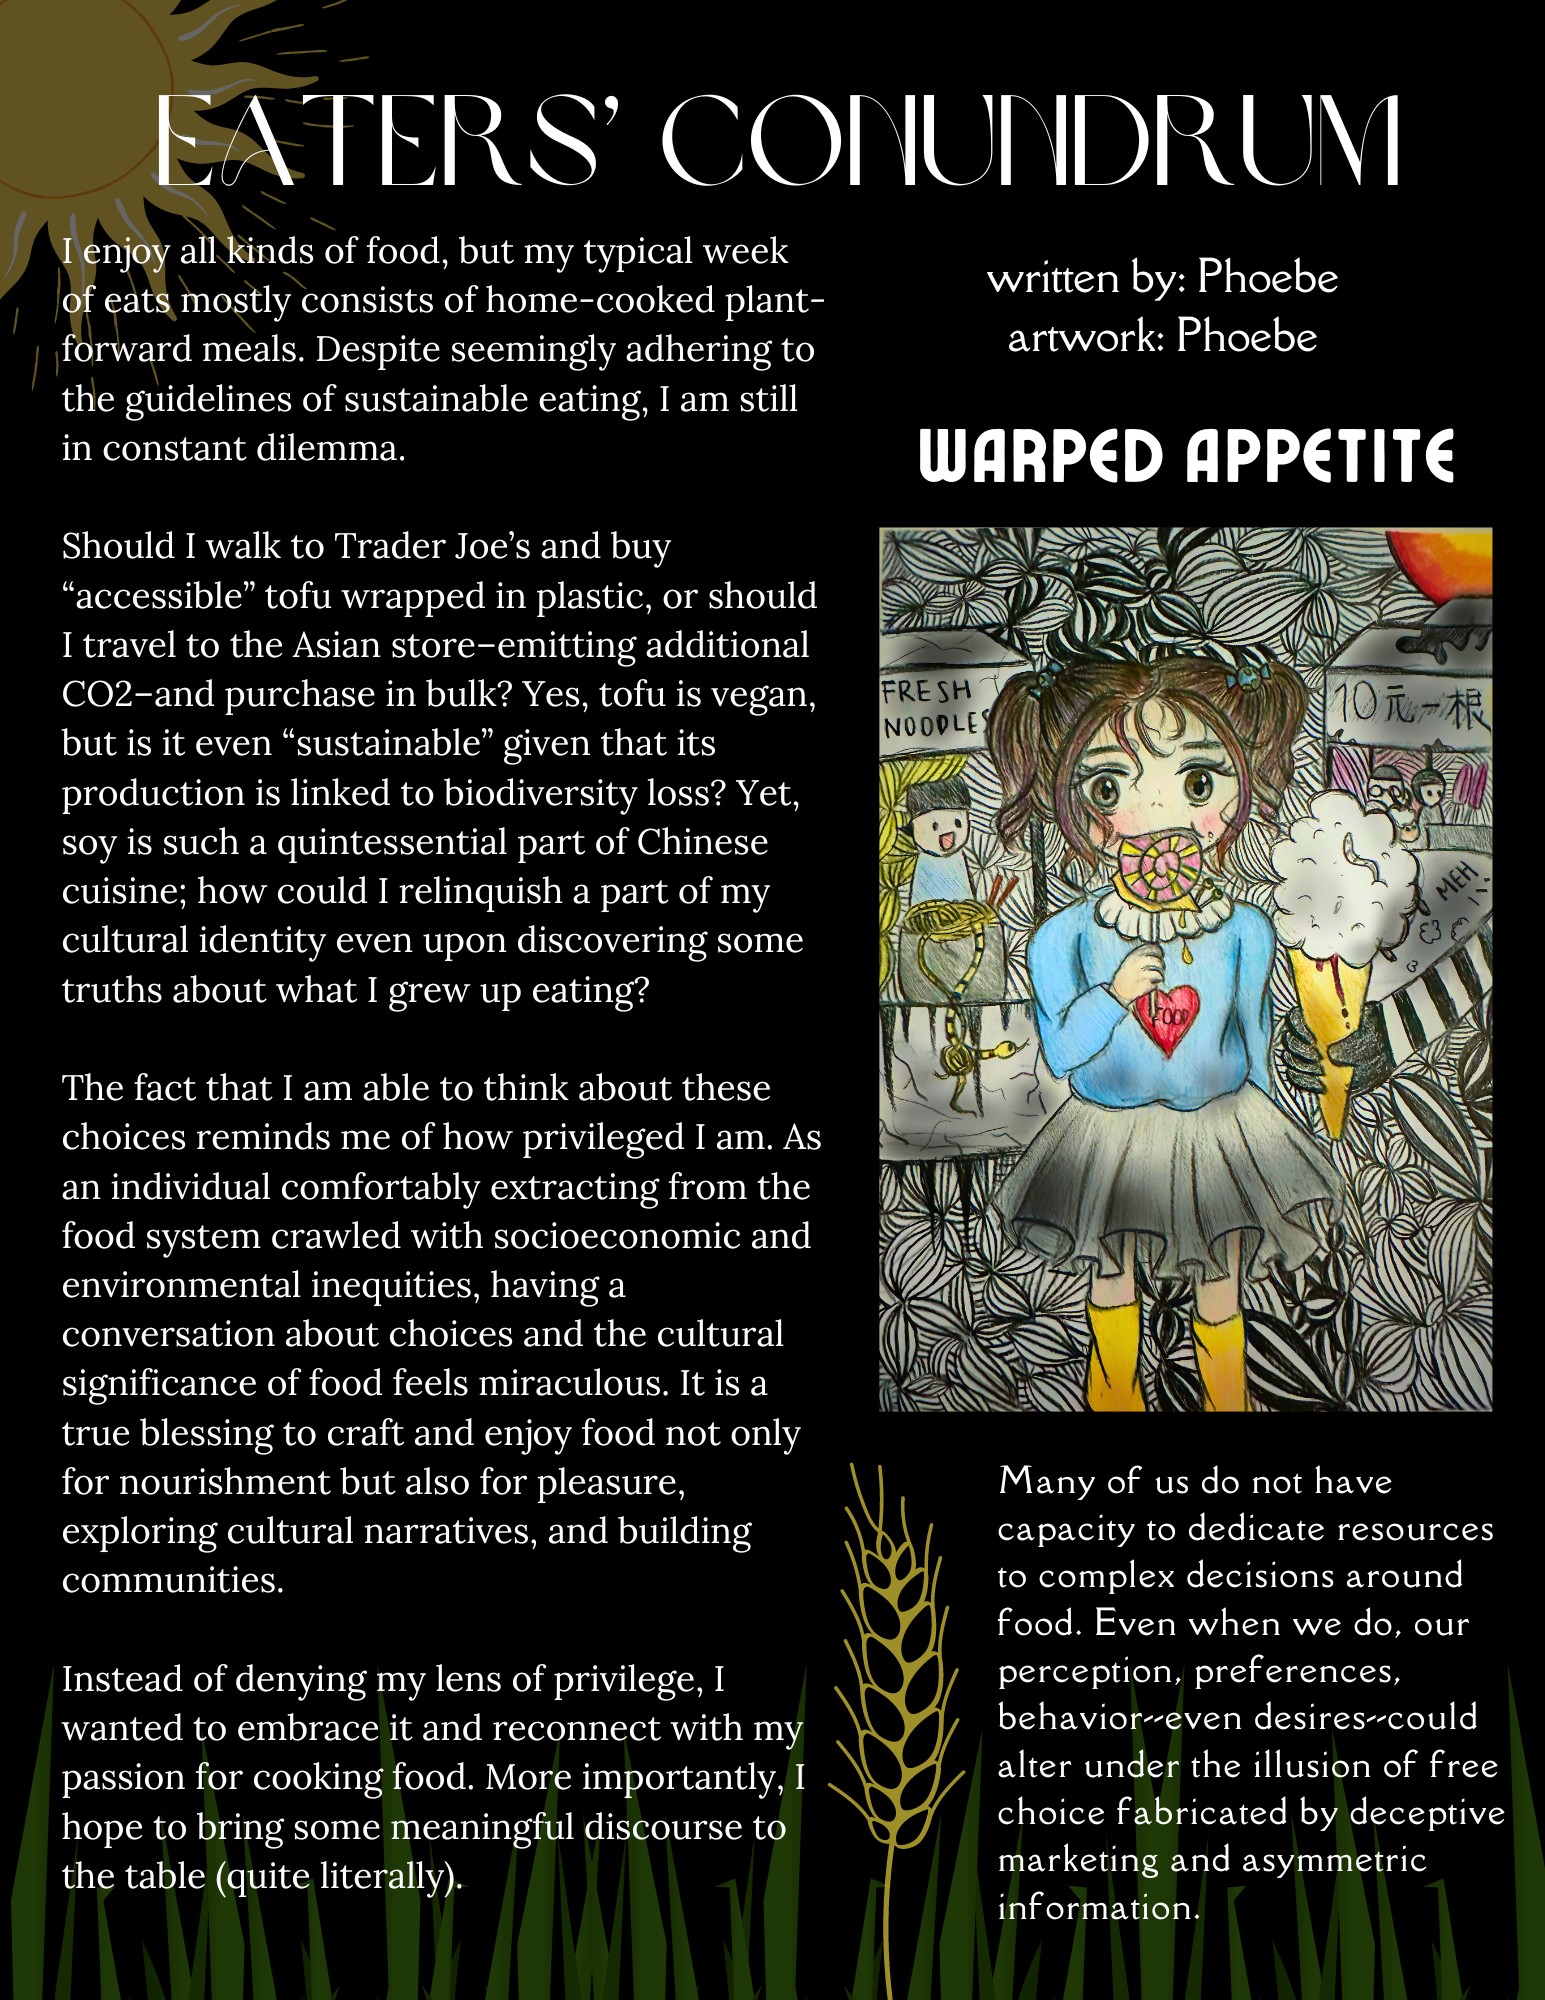 EATERS’ CONUNDRUM
I enjoy all kinds of food, but my typical week
of eats mostly consists of home-cooked plant-
forward meals. Despite seemingly adhering to
the guidelines of sustainable eating, I am still
in constant dilemma.
Should I walk to Trader Joe’s and buy
“accessible” tofu wrapped in plastic, or should
I travel to the Asian store–emitting additional
CO2–and purchase in bulk? Yes, tofu is vegan,
but is it even “sustainable” given that its
production is linked to biodiversity loss? Yet,
soy is such a quintessential part of Chinese
cuisine; how could I relinquish a part of my
cultural identity even upon discovering some
truths about what I grew up eating?
The fact that I am able to think about these
choices reminds me of how privileged I am. As
an individual comfortably extracting from the
food system crawled with socioeconomic and
environmental inequities, having a
conversation about choices and the cultural
significance of food feels miraculous. It is a
true blessing to craft and enjoy food not only
for nourishment but also for pleasure,
exploring cultural narratives, and building
communities.
Instead of denying my lens of privilege, I
wanted to embrace it and reconnect with my
passion for cooking food. More importantly, I
hope to bring some meaningful discourse to
the table (quite literally).
written by: Phoebe
artwork: Phoebe
WARPED APPETITE
FRESH
NOODLES
10元一根
MEH
FOOD
Many of us do not have
capacity to dedicate resources
to complex decisions around
food. Even when we do, our
perception, preferences,
behavior--even desires--could
alter under the illusion of free
choice fabricated by deceptive
marketing and asymmetric
information.